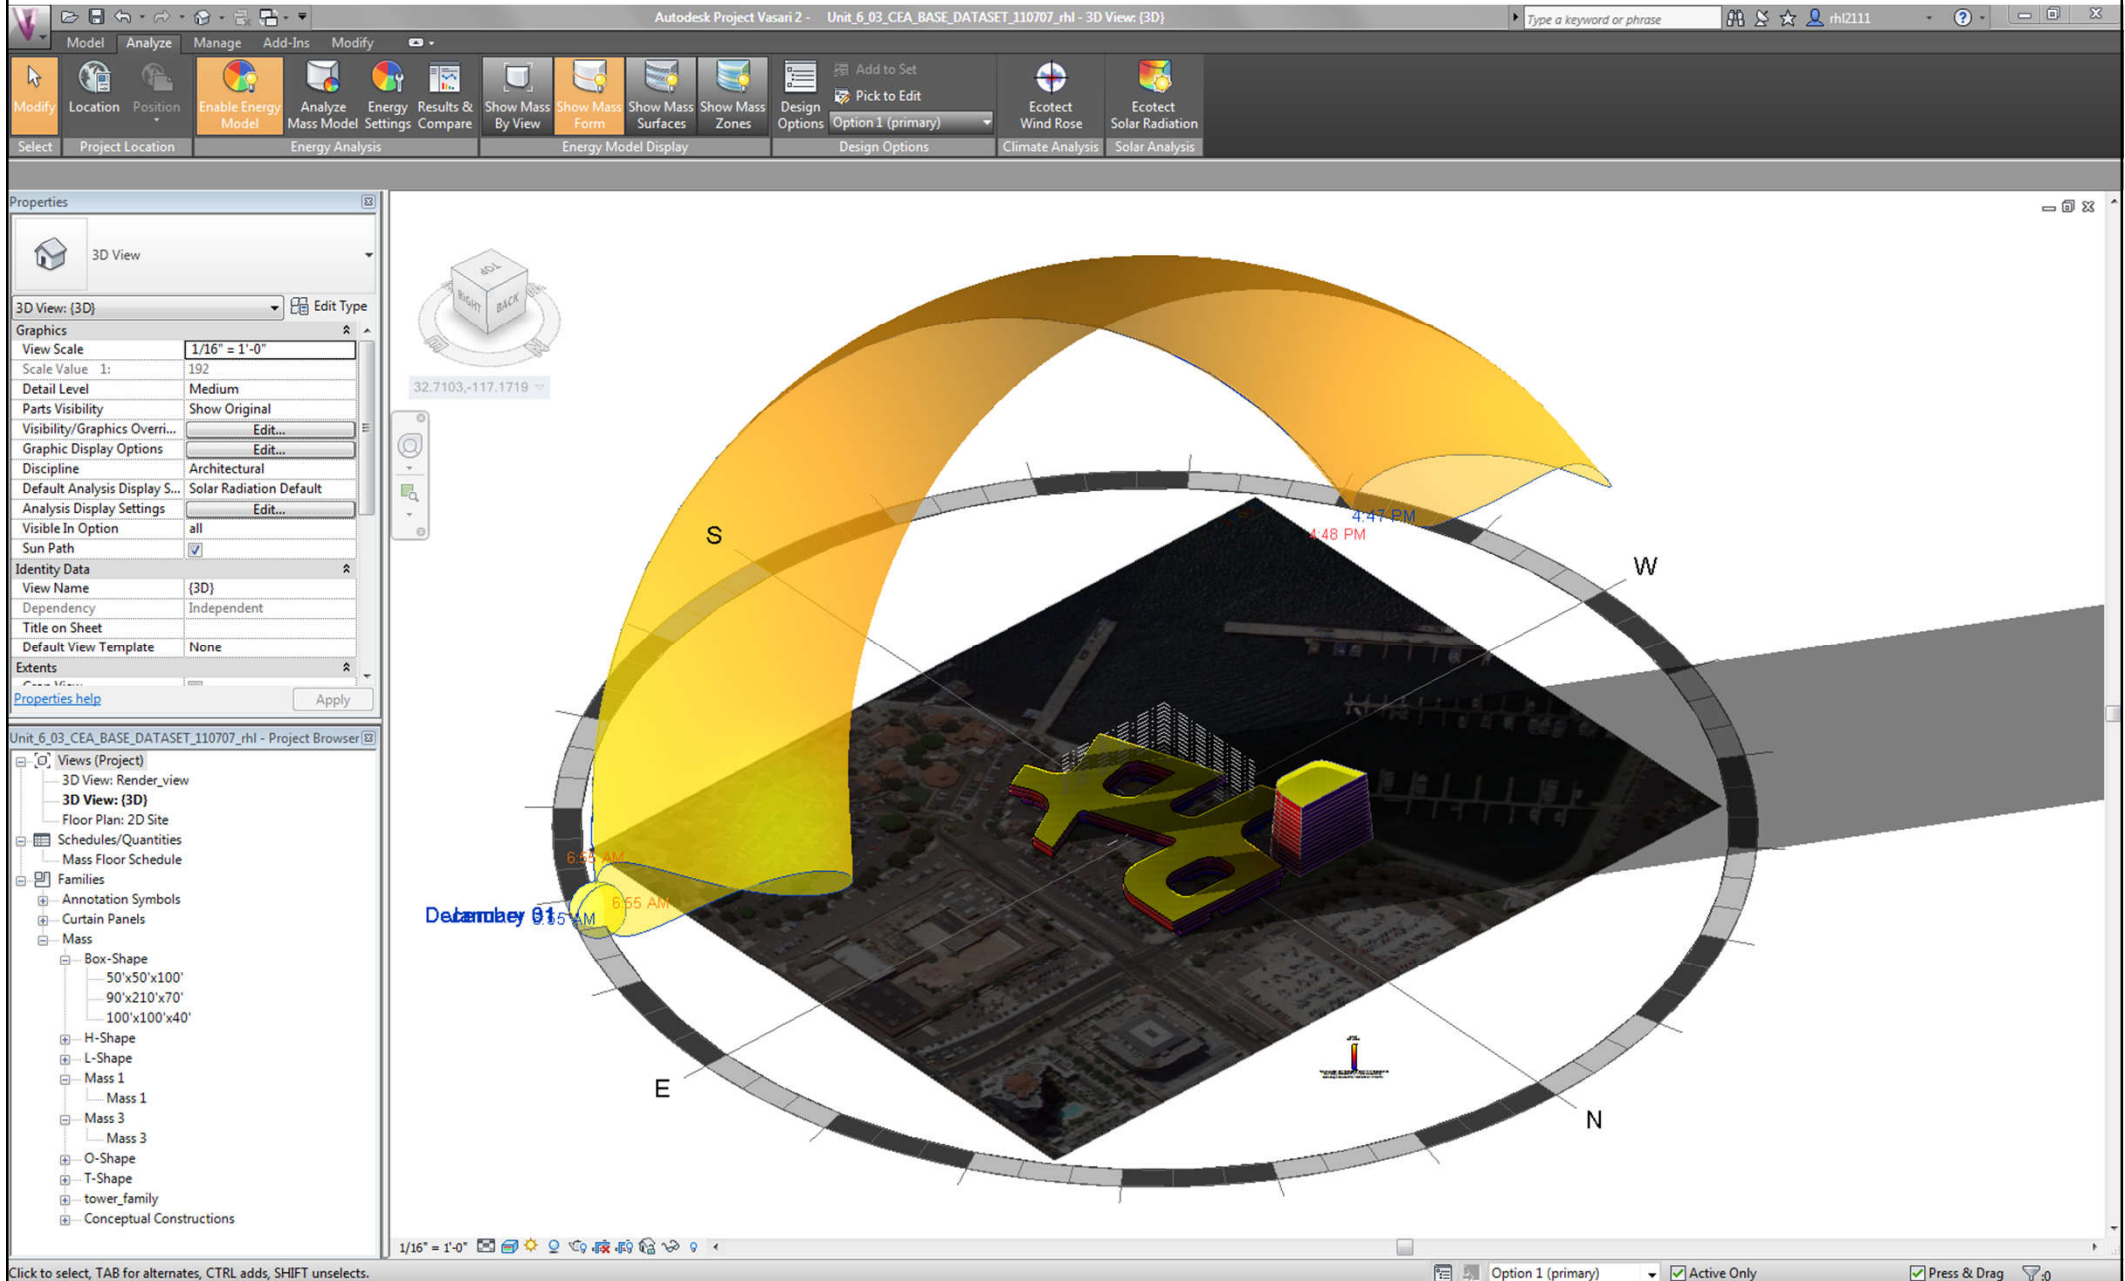 Autodesk Project Vasari 2 -    Unit_6_03_CEA_BASE_DATASET_110707_rhl - 3D View: {3D}
Type a keyword or phrase
rhl2111
Model Analyze Manage Add-Ins Modify
Modify
Location
Position
Enable Energy Model
Analyze Mass Model
Energy Settings
Results & Compare
Show Mass By View
Show Mass Form
Show Mass Surfaces
Show Mass Zones
Design Options
Add to Set
Pick to Edit
Option 1 (primary)
Ecotect Wind Rose
Ecotect Solar Radiation
Select
Project Location
Energy Analysis
Energy Model Display
Design Options
Climate Analysis
Solar Analysis
Properties
3D View
3D View: {3D}
Edit Type
Graphics
View Scale 1/16" = 1'-0"
Scale Value 1: 192
Detail Level Medium
Parts Visibility Show Original
Visibility/Graphics Overri... Edit...
Graphic Display Options Edit...
Discipline Architectural
Default Analysis Display S... Solar Radiation Default
Analysis Display Settings Edit...
Visible In Option all
Sun Path
Identity Data
View Name {3D}
Dependency Independent
Title on Sheet
Default View Template None
Extents
Properties help
Apply
Unit_6_03_CEA_BASE_DATASET_110707_rhl - Project Browser
Views (Project)
3D View: Render_view
3D View: {3D}
Floor Plan: 2D Site
Schedules/Quantities
Mass Floor Schedule
Families
Annotation Symbols
Curtain Panels
Mass
Box-Shape
50'x50'x100'
90'x210'x70'
100'x100'x40'
H-Shape
L-Shape
Mass 1
Mass 1
Mass 3
Mass 3
O-Shape
T-Shape
tower_family
Conceptual Constructions
TOP
RIGHT
BACK
32.7103,-117.1719
S
4:47 PM
4:48 PM
W
6:55 AM
6:55 AM
E
N
1/16" = 1'-0"
Click to select, TAB for alternates, CTRL adds, SHIFT unselects.
Option 1 (primary)
Active Only
Press & Drag
:0